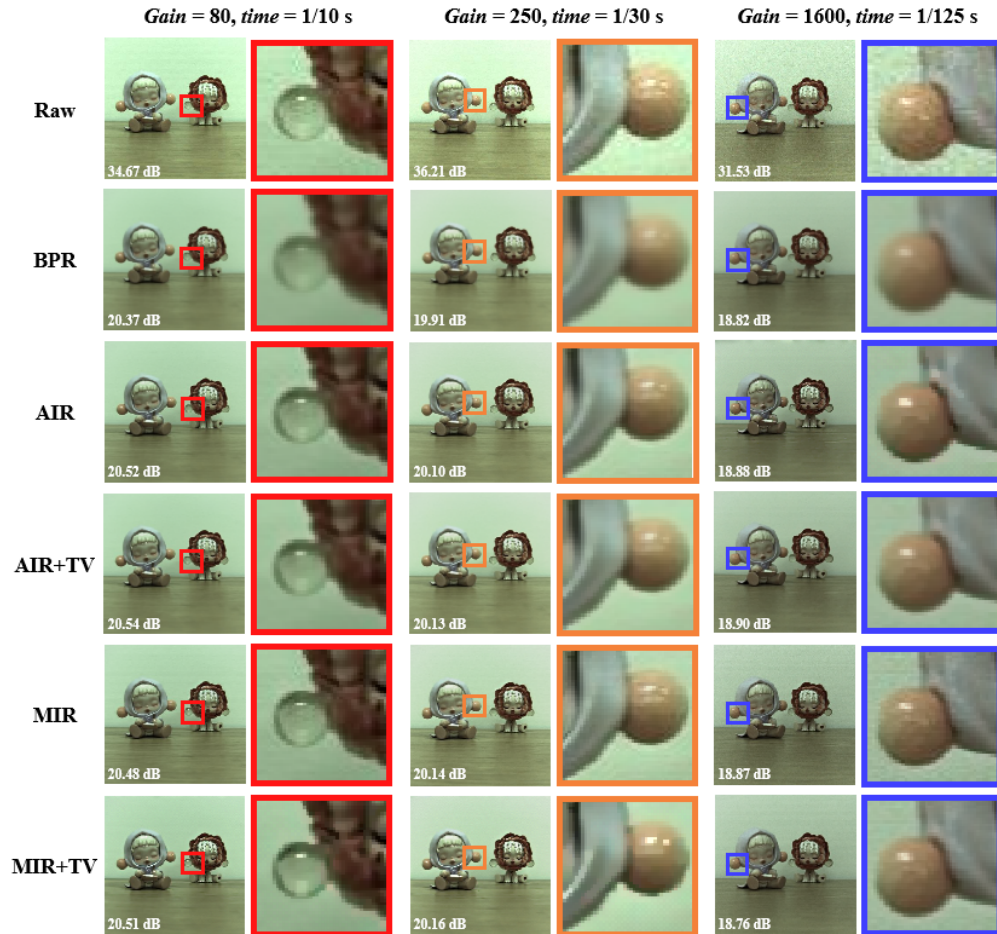 Gain = 80, time = 1/10 s Gain = 250, time = 1/30 s Gain = 1600, time = 1/125 s
Raw
34.67 dB 36.21 dB 31.53 dB
BPR
20.37 dB 19.91 dB 18.82 dB
AIR
20.52 dB 20.10 dB 18.88 dB
AIR+TV
20.54 dB 20.13 dB 18.90 dB
MIR
20.48 dB 20.14 dB 18.87 dB
MIR+TV
20.51 dB 20.16 dB 18.76 dB